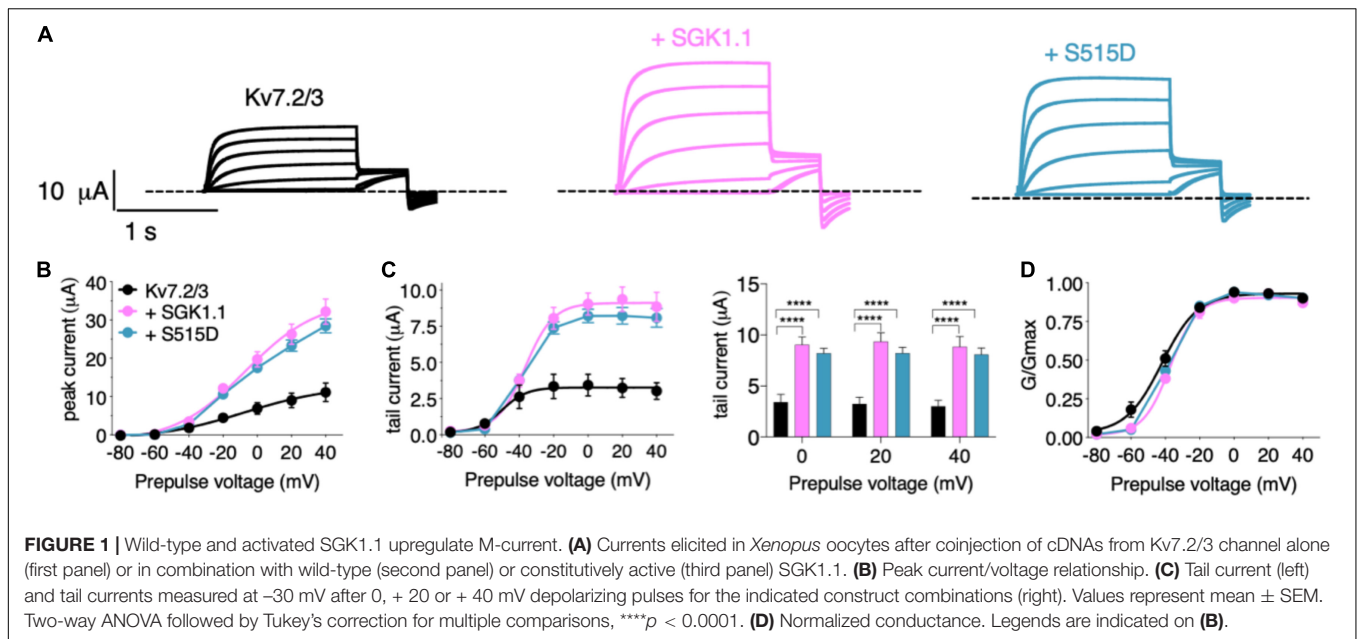 A
Kv7.2/3
+ SGK1.1
+ S515D
10 μA
1 s
B
peak current (μA)
40
30
20
10
0
Kv7.2/3
+ SGK1.1
+ S515D
-80 -60 -40 -20 0 20 40
Prepulse voltage (mV)
C
tail current (μA)
10.0
7.5
5.0
2.5
0.0
-80 -60 -40 -20 0 20 40
Prepulse voltage (mV)
tail current (μA)
15
10
5
0
**** **** ****
**** **** ****
0 20 40
Prepulse voltage (mV)
D
G/Gmax
1.00
0.75
0.50
0.25
0.00
-80 -60 -40 -20 0 20 40
Prepulse voltage (mV)
FIGURE 1 | Wild-type and activated SGK1.1 upregulate M-current. (A) Currents elicited in Xenopus oocytes after coinjection of cDNAs from Kv7.2/3 channel alone
(first panel) or in combination with wild-type (second panel) or constitutively active (third panel) SGK1.1. (B) Peak current/voltage relationship. (C) Tail current (left)
and tail currents measured at –30 mV after 0, + 20 or + 40 mV depolarizing pulses for the indicated construct combinations (right). Values represent mean ± SEM.
Two-way ANOVA followed by Tukey's correction for multiple comparisons, ****p < 0.0001. (D) Normalized conductance. Legends are indicated on (B).